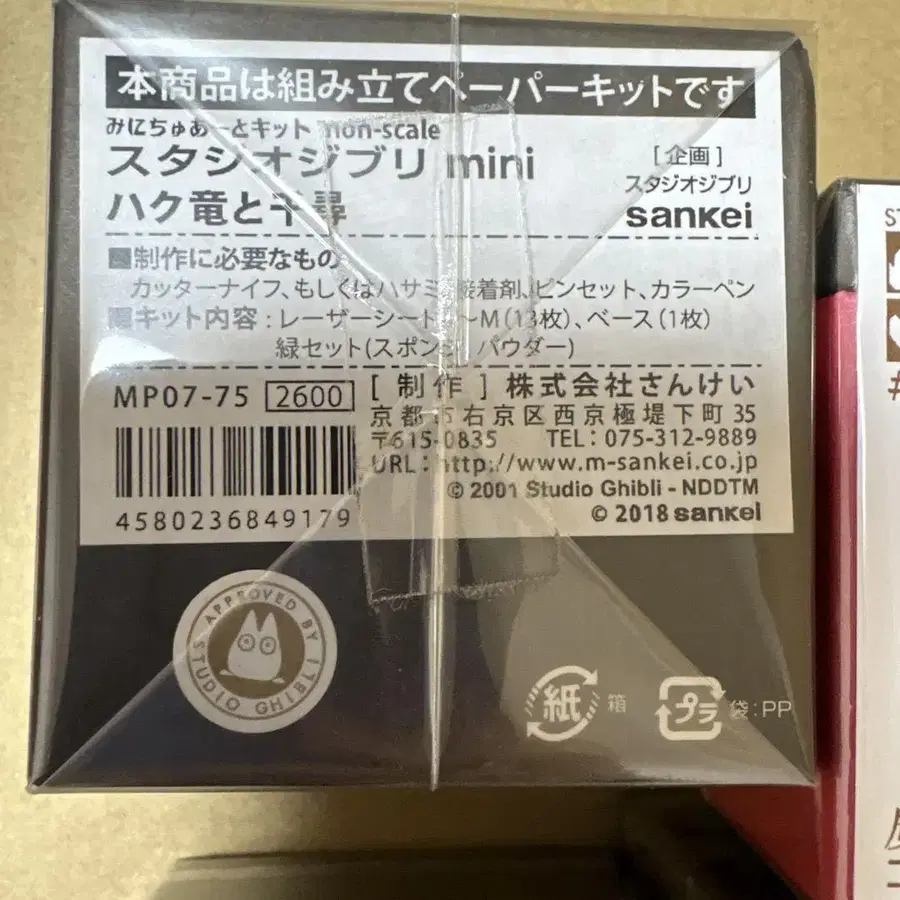 本商品は組み立てペーパーキットです
みにちゅあーとキット non-scale
スタジオジブリ mini
ハク竜と千尋
[企画]
スタジオジブリ
sankei
■制作に必要なもの
カッターナイフ、もしくはハサミ、接着剤、ピンセット、カラーペン
■キット内容:レーザーシート 〜M(13枚)、ベース(1枚)
緑セット(スポンジ、パウダー)
MP07-75 2600
[制作]株式会社さんけい
京都市右京区西京極堤下町35
〒615-0835 TEL:075-312-9889
URL:http://www.m-sankei.co.jp
© 2001 Studio Ghibli - NDDTM
© 2018 sankei
4580236849179
APPROVED BY STUDIO GHIBLI
紙 箱
プラ 袋:PP